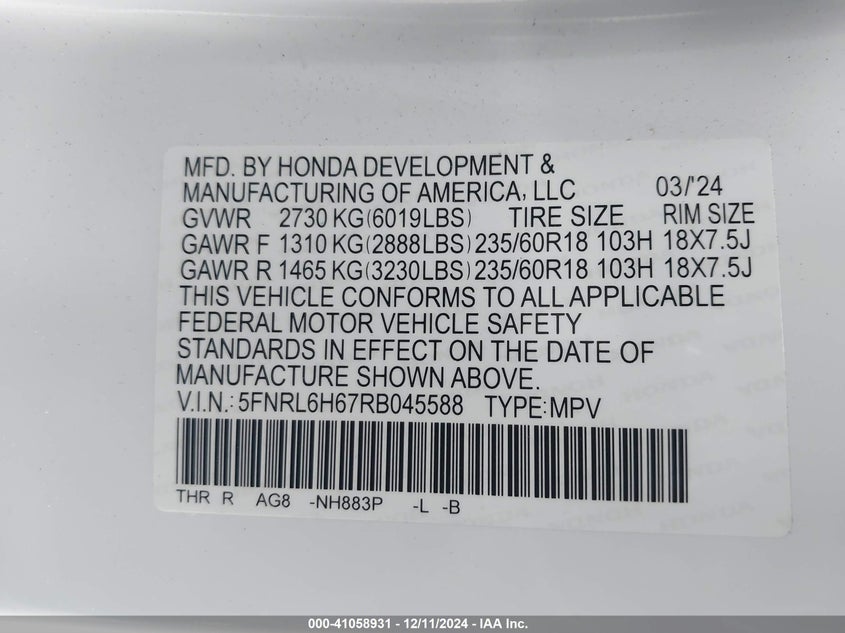 MFD. BY HONDA DEVELOPMENT &
MANUFACTURING OF AMERICA, LLC 03/'24
GVWR 2730 KG(6019LBS) TIRE SIZE RIM SIZE
GAWR F 1310 KG(2888LBS) 235/60R18 103H 18X7.5J
GAWR R 1465 KG(3230LBS) 235/60R18 103H 18X7.5J
THIS VEHICLE CONFORMS TO ALL APPLICABLE
FEDERAL MOTOR VEHICLE SAFETY
STANDARDS IN EFFECT ON THE DATE OF
MANUFACTURE SHOWN ABOVE.
V.I.N.: 5FNRL6H67RB045588 TYPE: MPV
THR R AG8 -NH883P -L -B
000-41058931 - 12/11/2024 - IAA Inc.